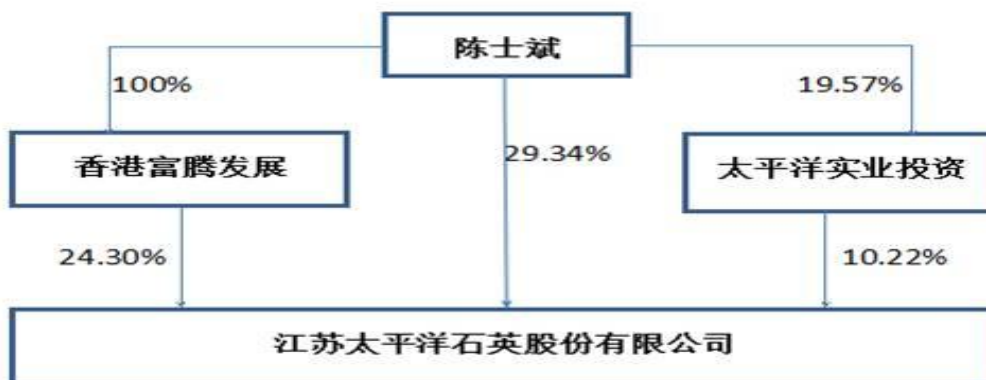 陈士斌
100%
19.57%
香港富腾发展
29.34%
太平洋实业投资
24.30%
10.22%
江苏太平洋石英股份有限公司